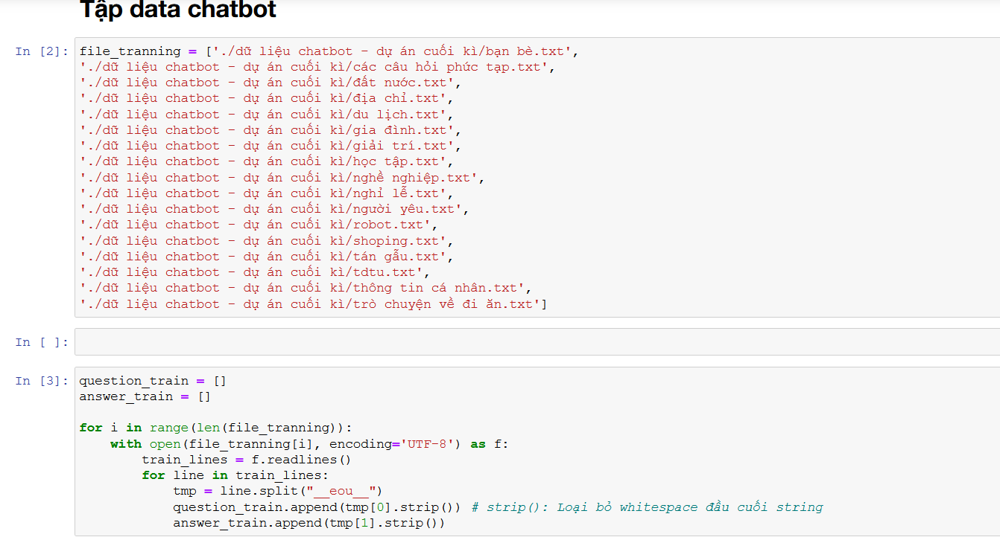 Tập data chatbot
In [2]: file_tranning = ['./dữ liệu chatbot - dự án cuối kì/bạn bè.txt',
'./dữ liệu chatbot - dự án cuối kì/các câu hỏi phức tạp.txt',
'./dữ liệu chatbot - dự án cuối kì/đất nước.txt',
'./dữ liệu chatbot - dự án cuối kì/địa chỉ.txt',
'./dữ liệu chatbot - dự án cuối kì/du lịch.txt',
'./dữ liệu chatbot - dự án cuối kì/gia đình.txt',
'./dữ liệu chatbot - dự án cuối kì/giải trí.txt',
'./dữ liệu chatbot - dự án cuối kì/học tập.txt',
'./dữ liệu chatbot - dự án cuối kì/nghề nghiệp.txt',
'./dữ liệu chatbot - dự án cuối kì/nghỉ lễ.txt',
'./dữ liệu chatbot - dự án cuối kì/người yêu.txt',
'./dữ liệu chatbot - dự án cuối kì/robot.txt',
'./dữ liệu chatbot - dự án cuối kì/shoping.txt',
'./dữ liệu chatbot - dự án cuối kì/tán gẫu.txt',
'./dữ liệu chatbot - dự án cuối kì/tdtu.txt',
'./dữ liệu chatbot - dự án cuối kì/thông tin cá nhân.txt',
'./dữ liệu chatbot - dự án cuối kì/trò chuyện về đi ăn.txt']
In [ ]:
In [3]: question_train = []
answer_train = []
for i in range(len(file_tranning)):
    with open(file_tranning[i], encoding='UTF-8') as f:
        train_lines = f.readlines()
        for line in train_lines:
            tmp = line.split("__eou__")
            question_train.append(tmp[0].strip()) # strip(): Loại bỏ whitespace đầu cuối string
            answer_train.append(tmp[1].strip())